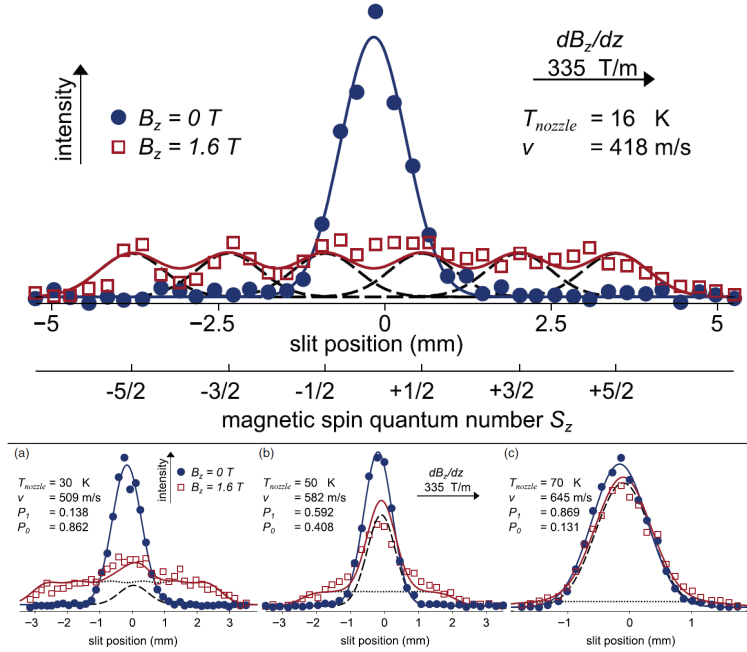 dB_z/dz
335 T/m
intensity
B_z = 0 T
B_z = 1.6 T
T_nozzle = 16 K
v = 418 m/s
−5 −2.5 0 2.5 5
slit position (mm)
-5/2 -3/2 -1/2 +1/2 +3/2 +5/2
magnetic spin quantum number S_z
(a)
T_nozzle = 30 K
v = 509 m/s
P_1 = 0.138
P_0 = 0.862
intensity
B_z = 0 T
B_z = 1.6 T
−3 −2 −1 0 1 2 3
slit position (mm)
(b)
T_nozzle = 50 K
v = 582 m/s
P_1 = 0.592
P_0 = 0.408
dB_z/dz
335 T/m
−3 −2 −1 0 1 2 3
slit position (mm)
(c)
T_nozzle = 70 K
v = 645 m/s
P_1 = 0.869
P_0 = 0.131
−1 0 1
slit position (mm)